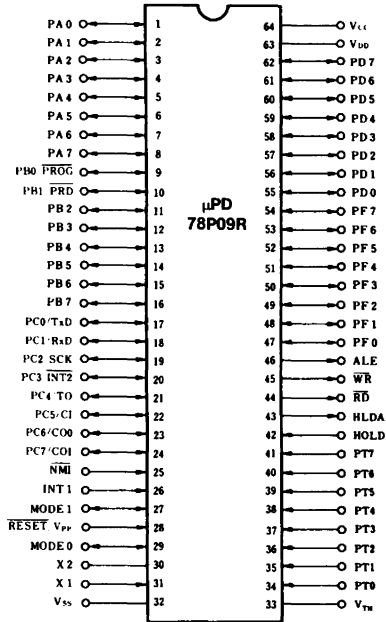 PA0 1 64 Vcc
PA1 2 63 VDD
PA2 3 62 PD7
PA3 4 61 PD6
PA4 5 60 PD5
PA5 6 59 PD4
PA6 7 58 PD3
PA7 8 57 PD2
PB0 PROG 9 56 PD1
PB1 PRD 10 55 PD0
μPD
78P09R
PB2 11 54 PF7
PB3 12 53 PF6
PB4 13 52 PF5
PB5 14 51 PF4
PB6 15 50 PF3
PB7 16 49 PF2
PC0/TxD 17 48 PF1
PC1/RxD 18 47 PF0
PC2 SCK 19 46 ALE
PC3 INT2 20 45 WR
PC4 TO 21 44 RD
PC5/CI 22 43 HLDA
PC6/CO0 23 42 HOLD
PC7/CO1 24 41 PT7
NMI 25 40 PT6
INT1 26 39 PT5
MODE1 27 38 PT4
RESET VPP 28 37 PT3
MODE0 29 36 PT2
X2 30 35 PT1
X1 31 34 PT0
Vss 32 33 VTH